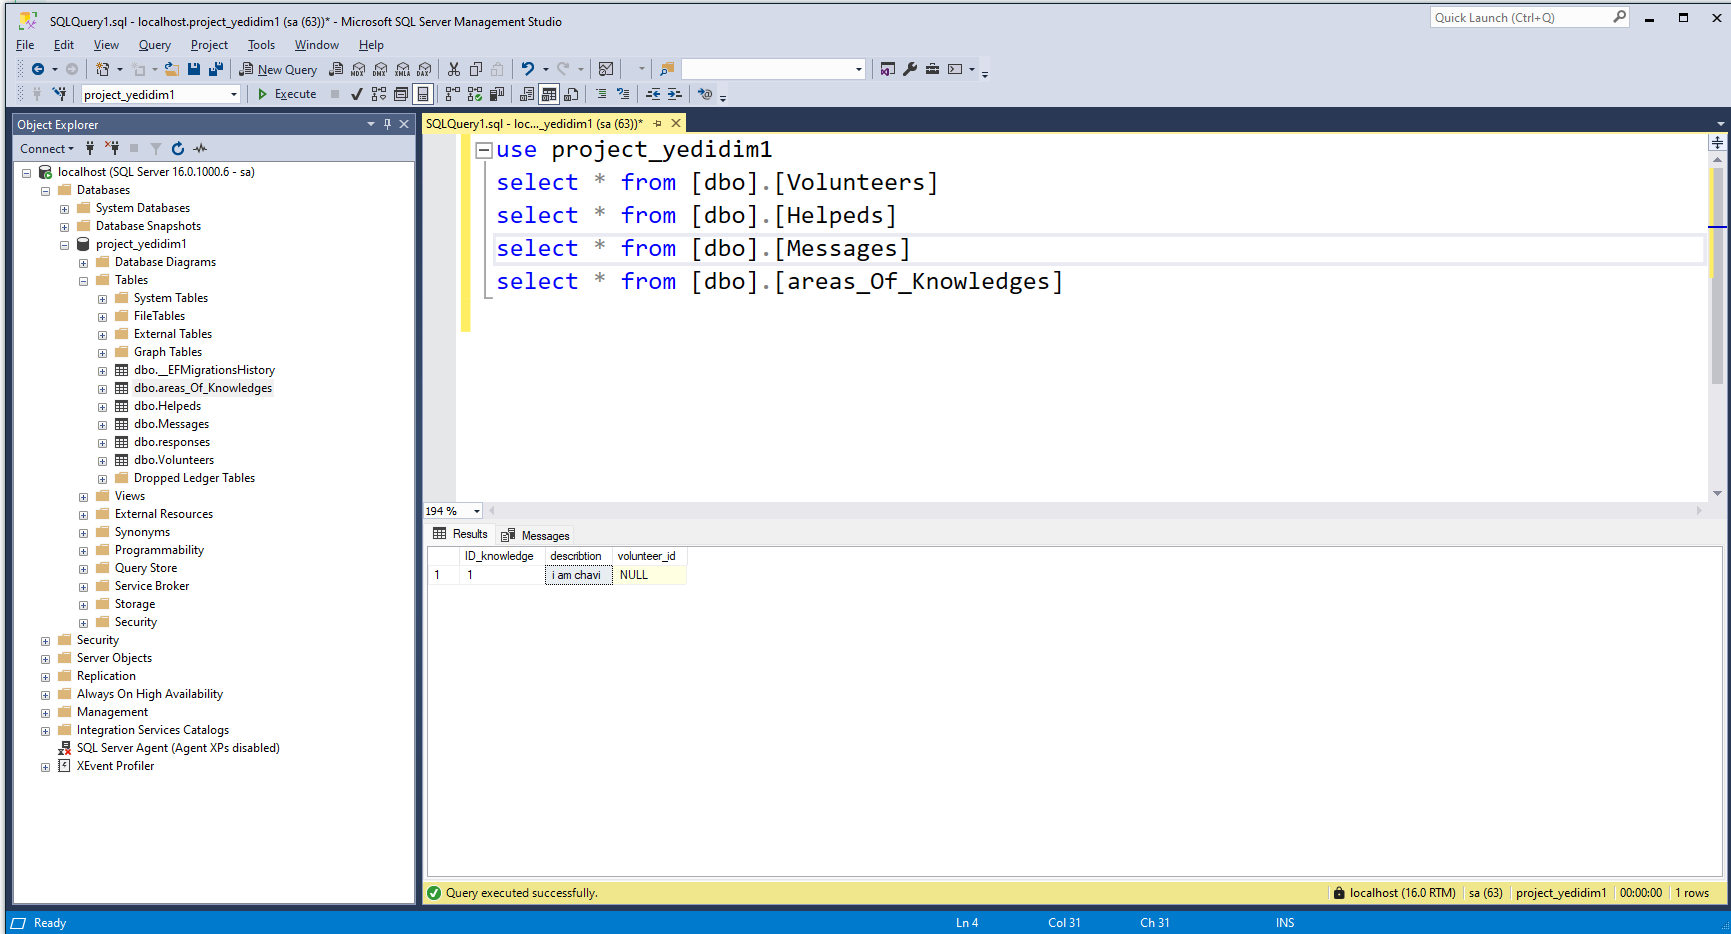 SQLQuery1.sql - localhost.project_yedidim1 (sa (63))* - Microsoft SQL Server Management Studio
Quick Launch (Ctrl+Q)
File Edit View Query Project Tools Window Help
New Query MDX DMX XMLA DAX
project_yedidim1 Execute
Object Explorer
Connect
localhost (SQL Server 16.0.1000.6 - sa)
Databases
System Databases
Database Snapshots
project_yedidim1
Database Diagrams
Tables
System Tables
FileTables
External Tables
Graph Tables
dbo.__EFMigrationsHistory
dbo.areas_Of_Knowledges
dbo.Helpeds
dbo.Messages
dbo.responses
dbo.Volunteers
Dropped Ledger Tables
Views
External Resources
Synonyms
Programmability
Query Store
Service Broker
Storage
Security
Security
Server Objects
Replication
Always On High Availability
Management
Integration Services Catalogs
SQL Server Agent (Agent XPs disabled)
XEvent Profiler
SQLQuery1.sql - loc..._yedidim1 (sa (63))*
use project_yedidim1
select * from [dbo].[Volunteers]
select * from [dbo].[Helpeds]
select * from [dbo].[Messages]
select * from [dbo].[areas_Of_Knowledges]
194 %
Results Messages
ID_knowledge describtion volunteer_id
1 1 i am chavi NULL
Query executed successfully.
localhost (16.0 RTM) sa (63) project_yedidim1 00:00:00 1 rows
Ready Ln 4 Col 31 Ch 31 INS